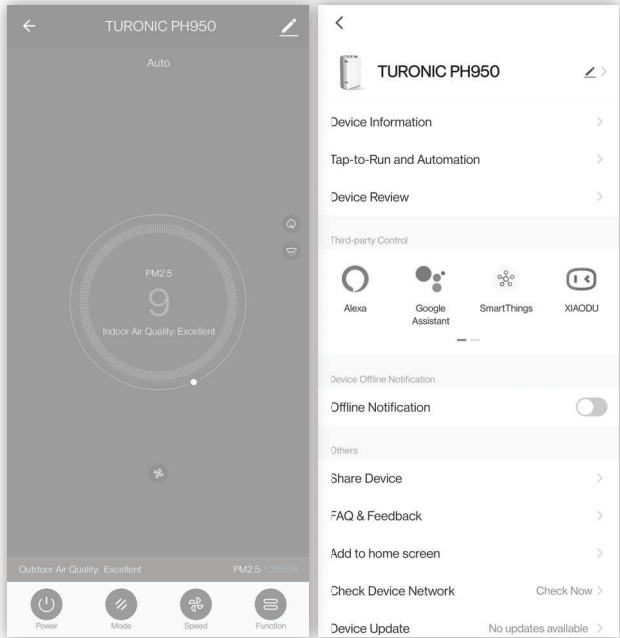 TURONIC PH950
Auto
PM2.5
9
Indoor Air Quality: Excellent
Outdoor Air Quality: Excellent PM2.5:
Power Mode Speed Function
TURONIC PH950
Device Information
Tap-to-Run and Automation
Device Review
Third-party Control
Alexa Google Assistant SmartThings XIAODU
Device Offline Notification
Offline Notification
Others
Share Device
FAQ & Feedback
Add to home screen
Check Device Network Check Now
Device Update No updates available